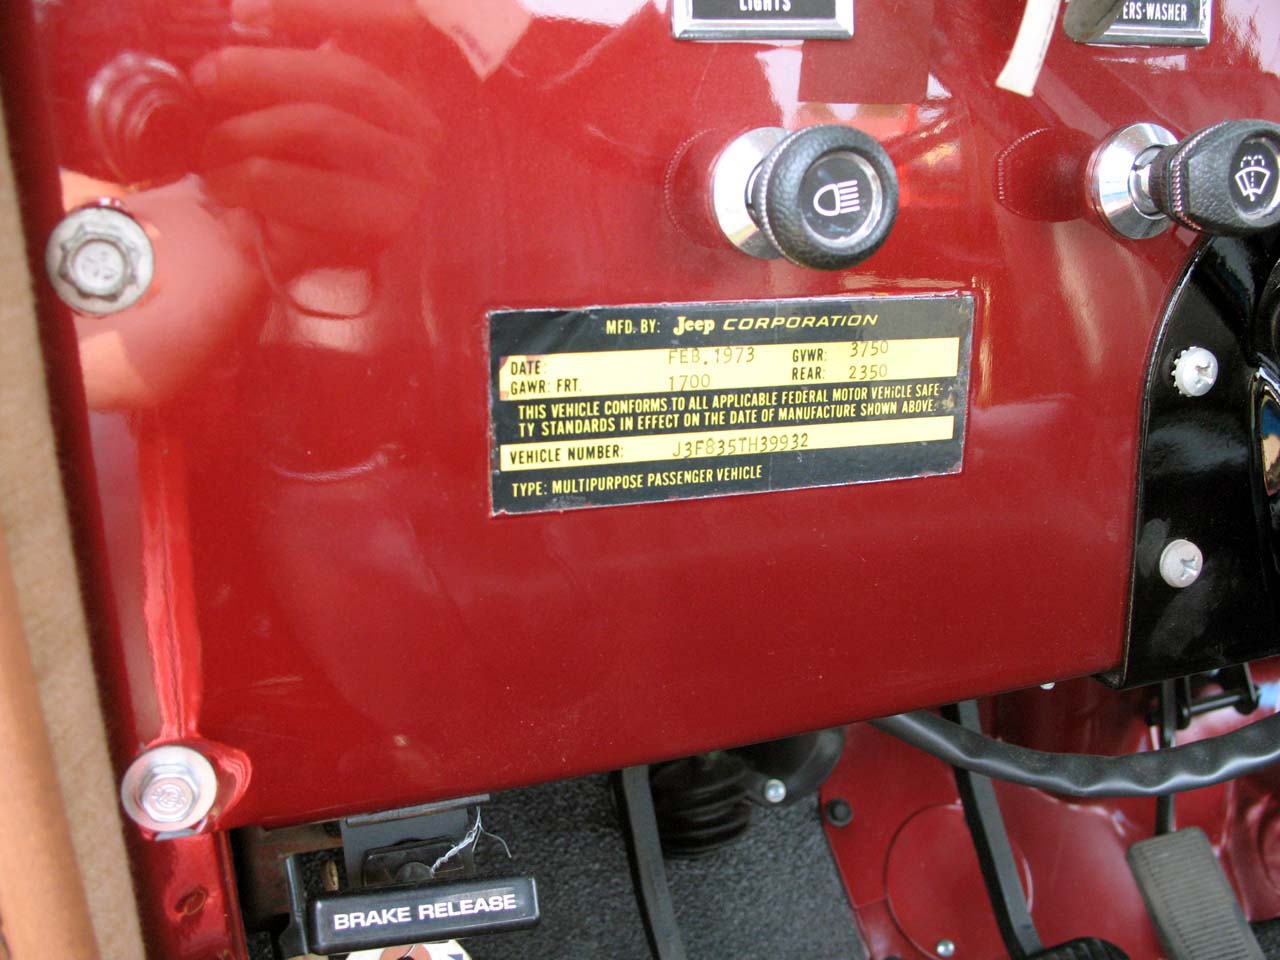 LIGHTS
ERS-WASHER
MFD. BY: Jeep CORPORATION
DATE: FEB. 1973 GVWR: 3750
GAWR: FRT. 1700 REAR: 2350
THIS VEHICLE CONFORMS TO ALL APPLICABLE FEDERAL MOTOR VEHICLE SAFE-
TY STANDARDS IN EFFECT ON THE DATE OF MANUFACTURE SHOWN ABOVE.
VEHICLE NUMBER: J3F835TH39932
TYPE: MULTIPURPOSE PASSENGER VEHICLE
BRAKE RELEASE